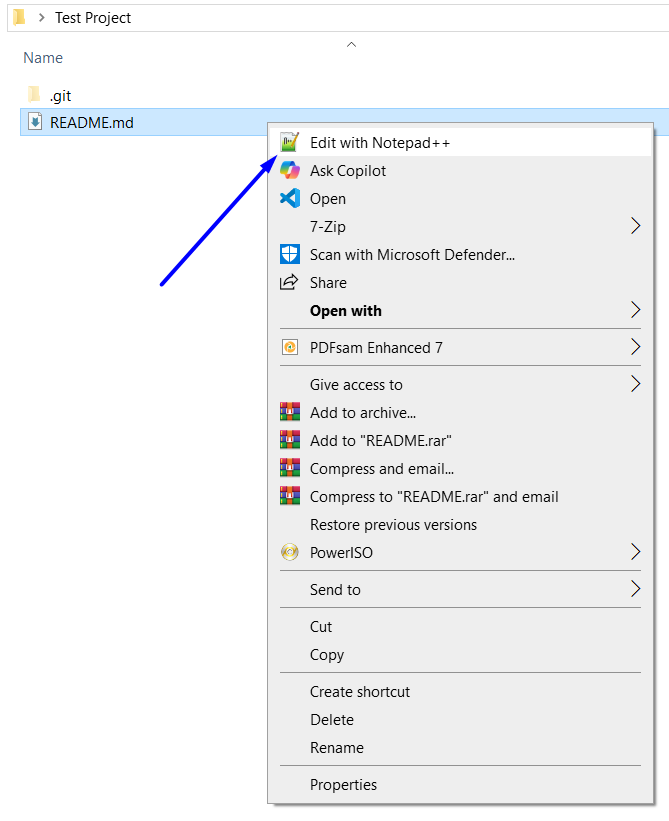 Test Project
Name
.git
README.md
Edit with Notepad++
Ask Copilot
Open
7-Zip
Scan with Microsoft Defender...
Share
Open with
PDFsam Enhanced 7
Give access to
Add to archive...
Add to "README.rar"
Compress and email...
Compress to "README.rar" and email
Restore previous versions
PowerISO
Send to
Cut
Copy
Create shortcut
Delete
Rename
Properties